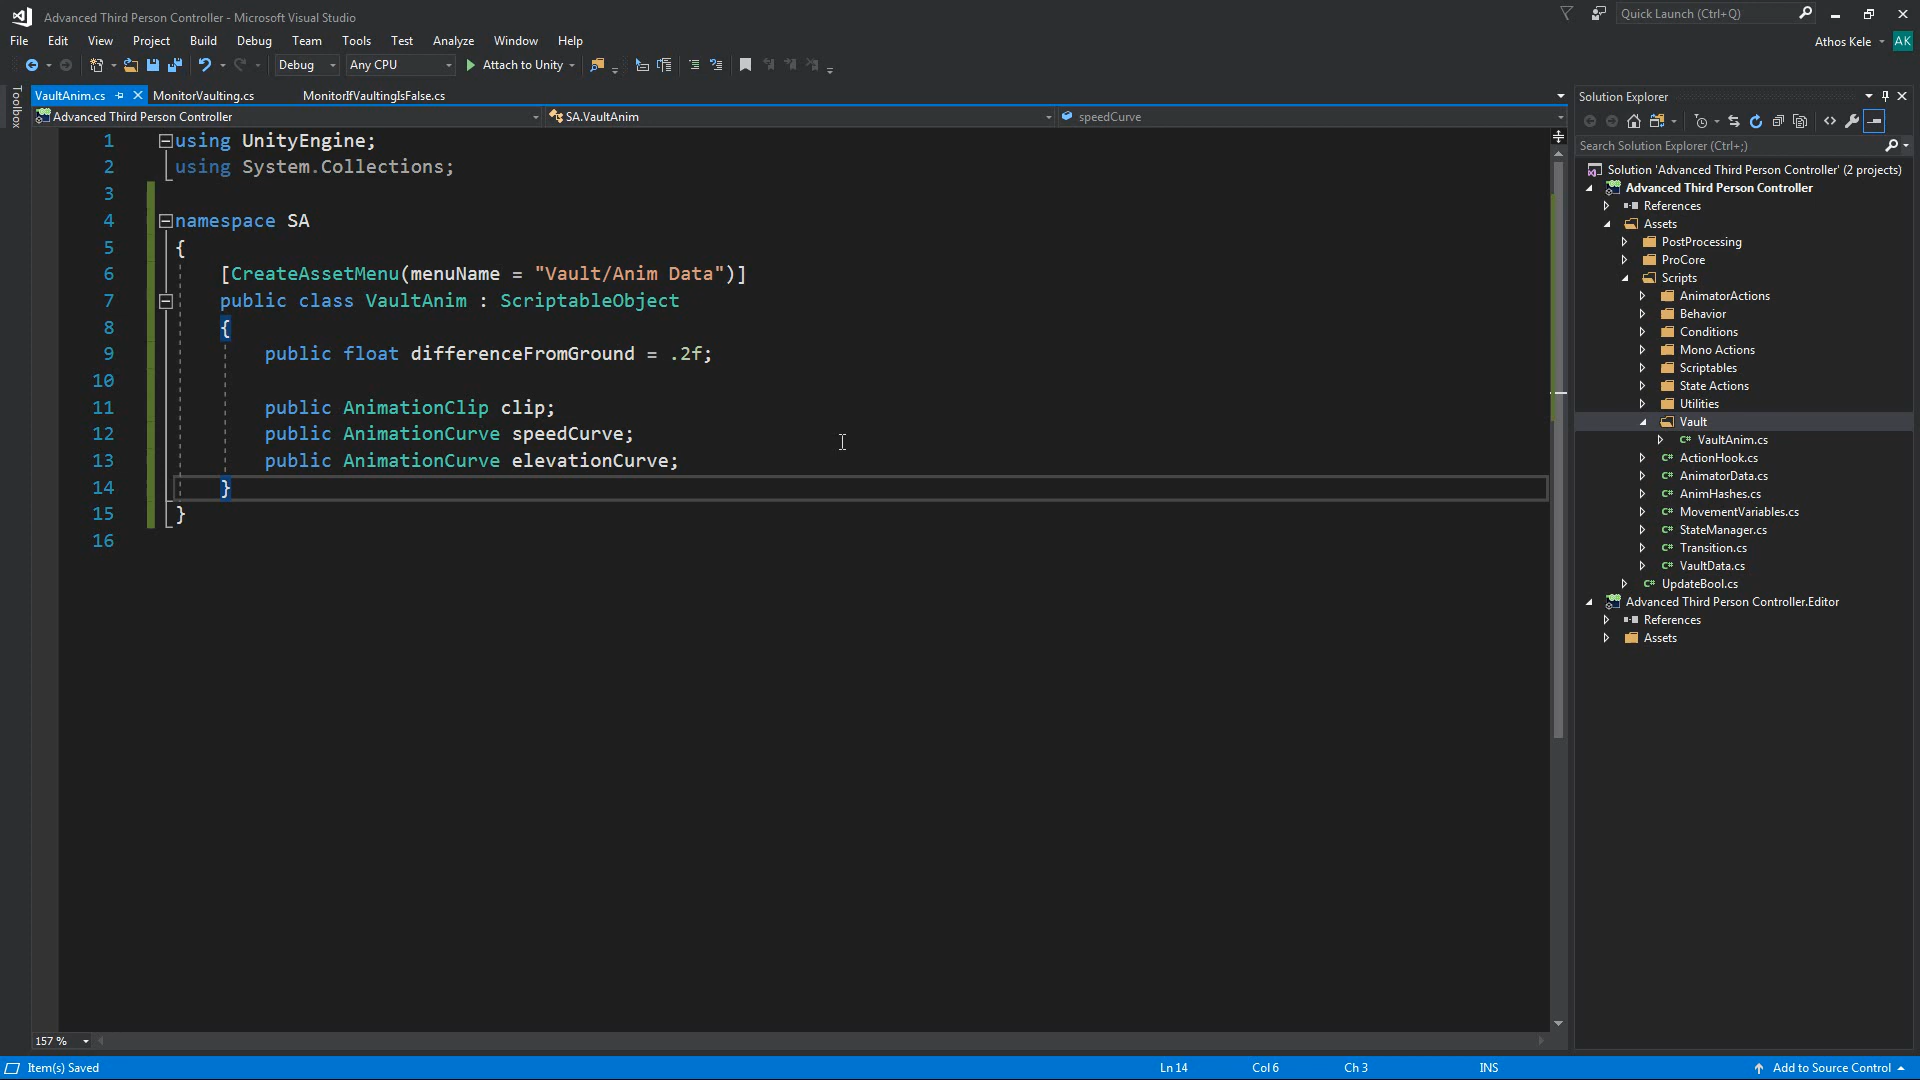 Advanced Third Person Controller - Microsoft Visual Studio
Quick Launch (Ctrl+Q)
File Edit View Project Build Debug Team Tools Test Analyze Window Help
Athos Kele AK
Debug Any CPU Attach to Unity
Toolbox
VaultAnim.cs MonitorVaulting.cs MonitorIfVaultingIsFalse.cs
Advanced Third Person Controller SA.VaultAnim speedCurve
1 using UnityEngine;
2 using System.Collections;
3
4 namespace SA
5 {
6 [CreateAssetMenu(menuName = "Vault/Anim Data")]
7 public class VaultAnim : ScriptableObject
8 {
9 public float differenceFromGround = .2f;
10
11 public AnimationClip clip;
12 public AnimationCurve speedCurve;
13 public AnimationCurve elevationCurve;
14 }
15 }
16
157 %
Solution Explorer
Search Solution Explorer (Ctrl+;)
Solution 'Advanced Third Person Controller' (2 projects)
Advanced Third Person Controller
References
Assets
PostProcessing
ProCore
Scripts
AnimatorActions
Behavior
Conditions
Mono Actions
Scriptables
State Actions
Utilities
Vault
C# VaultAnim.cs
C# ActionHook.cs
C# AnimatorData.cs
C# AnimHashes.cs
C# MovementVariables.cs
C# StateManager.cs
C# Transition.cs
C# VaultData.cs
C# UpdateBool.cs
Advanced Third Person Controller.Editor
References
Assets
Item(s) Saved Ln 14 Col 6 Ch 3 INS Add to Source Control